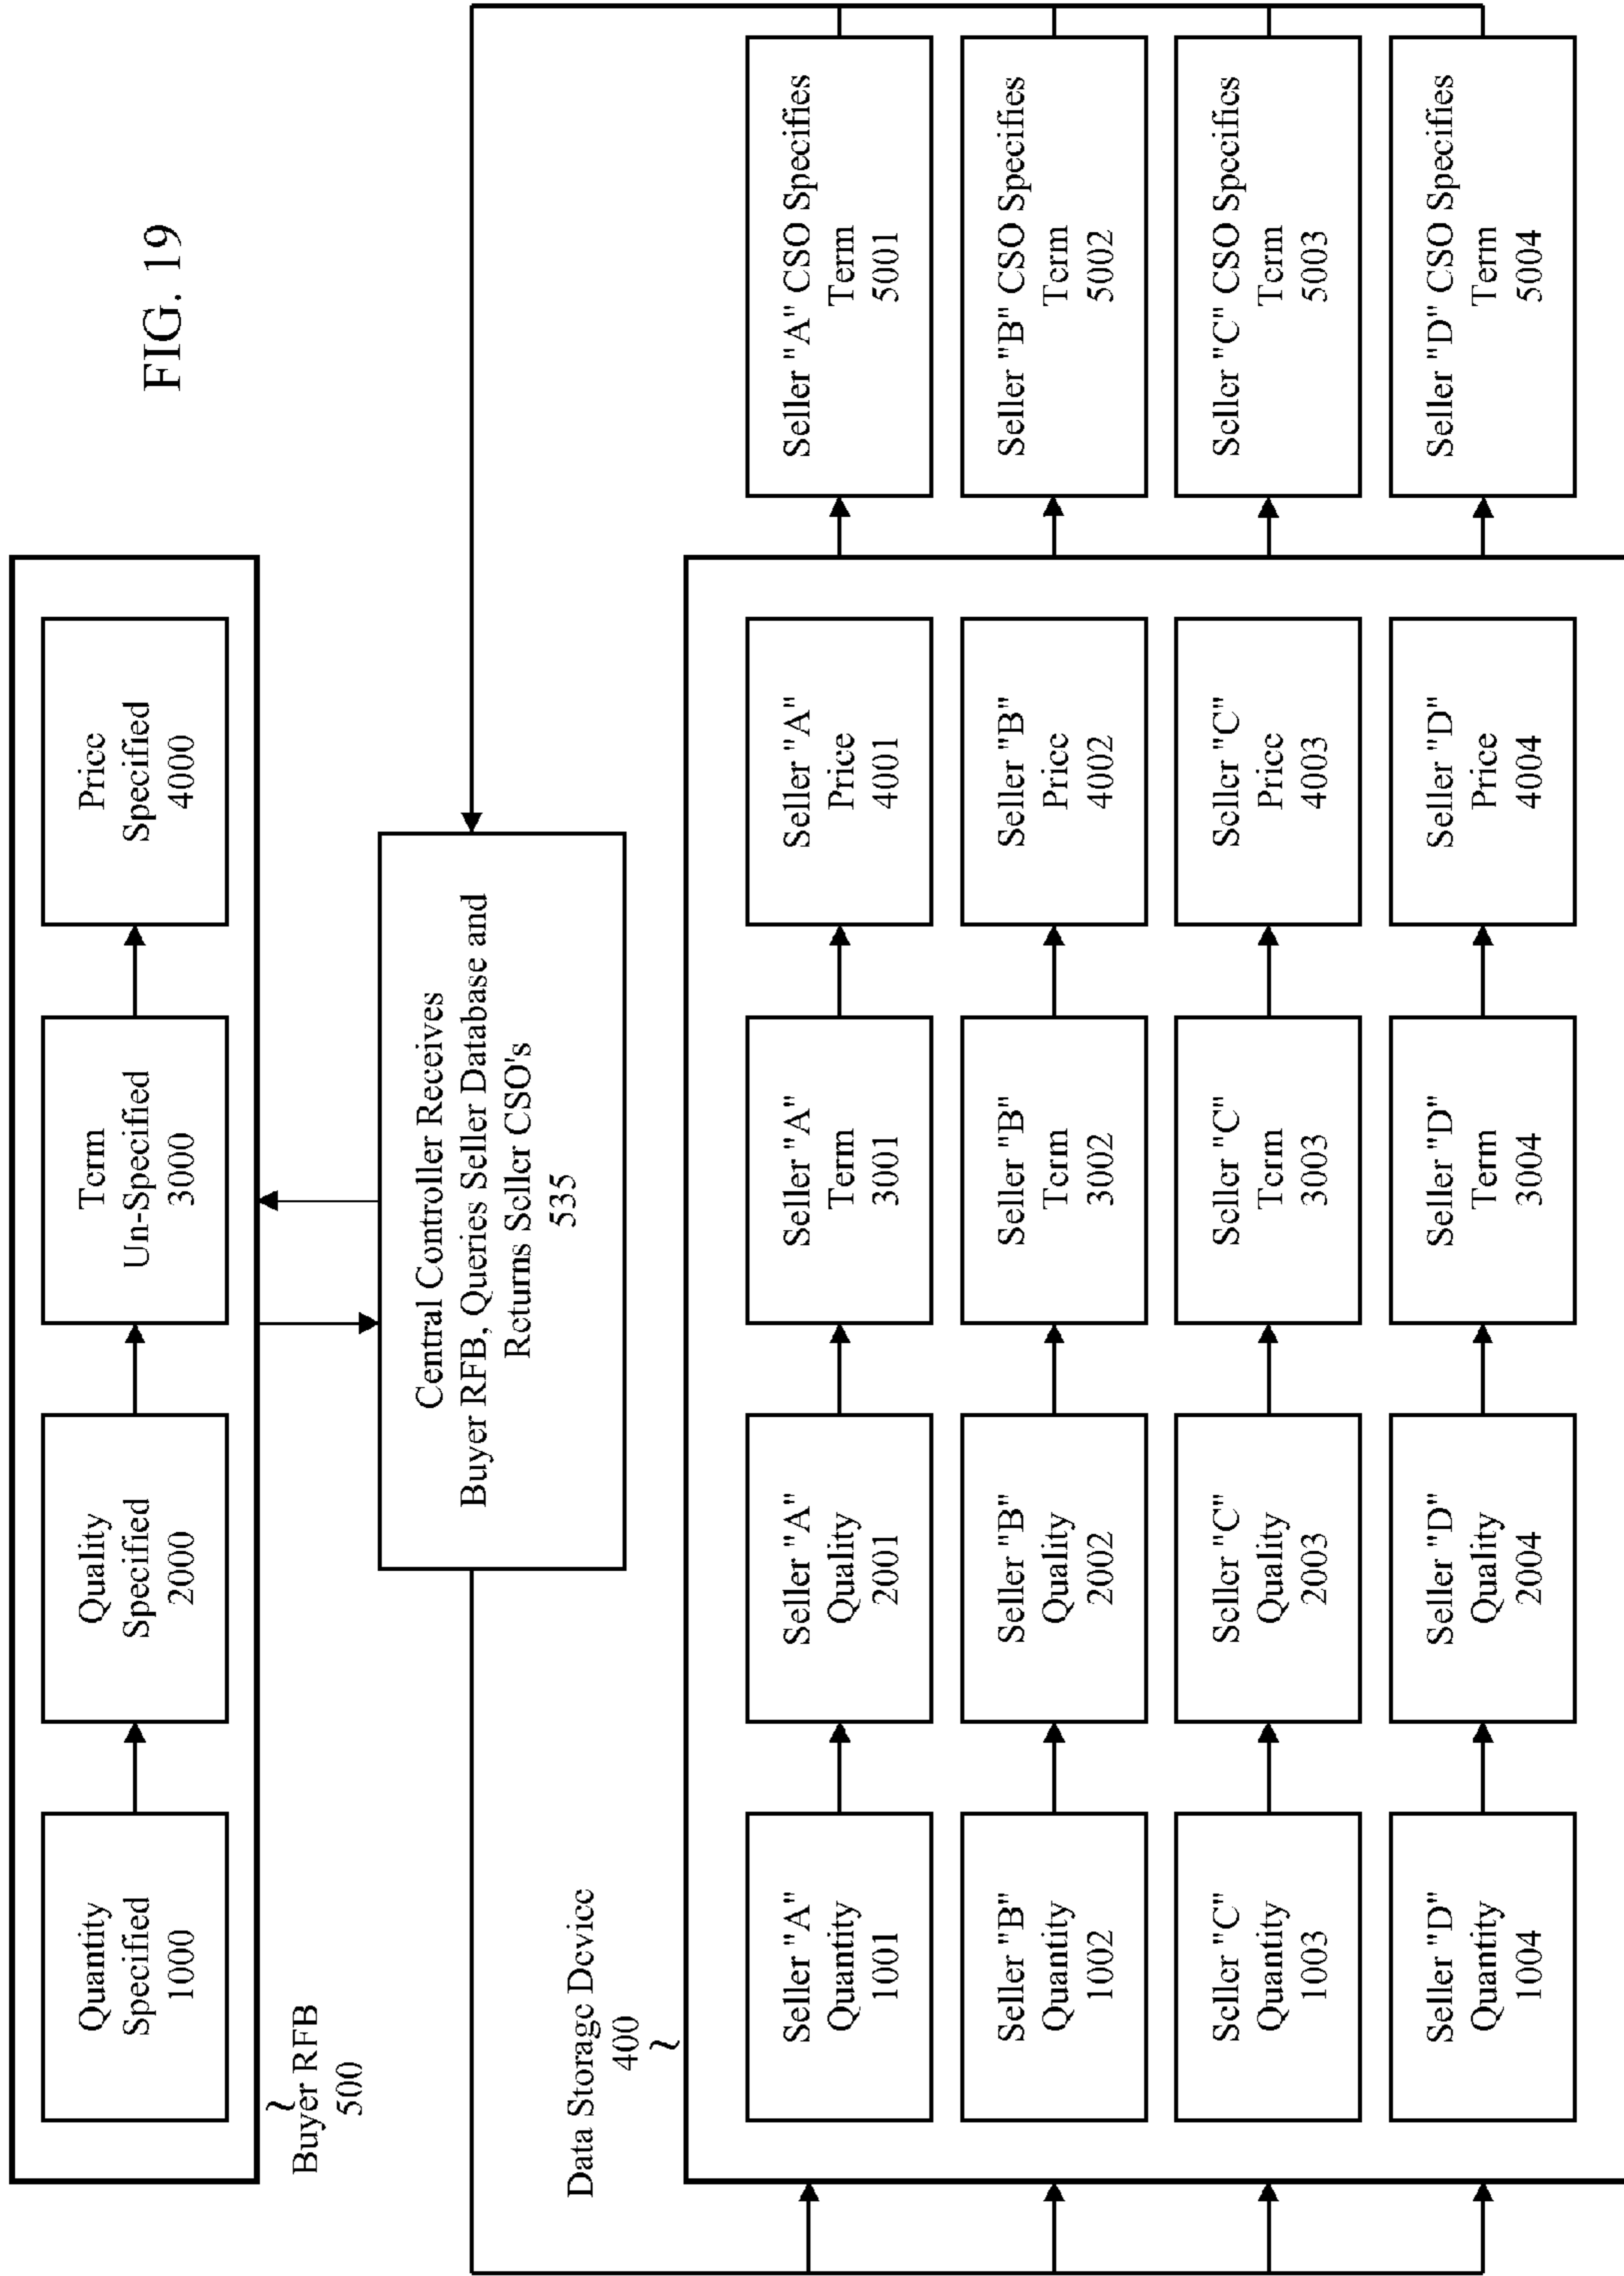 FIG. 19
Quantity
Specified
1000
Quality
Specified
2000
Term
Un-Specified
3000
Price
Specified
4000
Buyer RFB
500
Central Controller Receives
Buyer RFB, Queries Seller Database and
Returns Seller CSO's
535
Data Storage Device
400
Seller "A"
Quantity
1001
Seller "A"
Quality
2001
Seller "A"
Term
3001
Seller "A"
Price
4001
Seller "A" CSO Specifies
Term
5001
Seller "B"
Quantity
1002
Seller "B"
Quality
2002
Seller "B"
Term
3002
Seller "B"
Price
4002
Seller "B" CSO Specifies
Term
5002
Seller "C"
Quantity
1003
Seller "C"
Quality
2003
Seller "C"
Term
3003
Seller "C"
Price
4003
Seller "C" CSO Specifies
Term
5003
Seller "D"
Quantity
1004
Seller "D"
Quality
2004
Seller "D"
Term
3004
Seller "D"
Price
4004
Seller "D" CSO Specifies
Term
5004